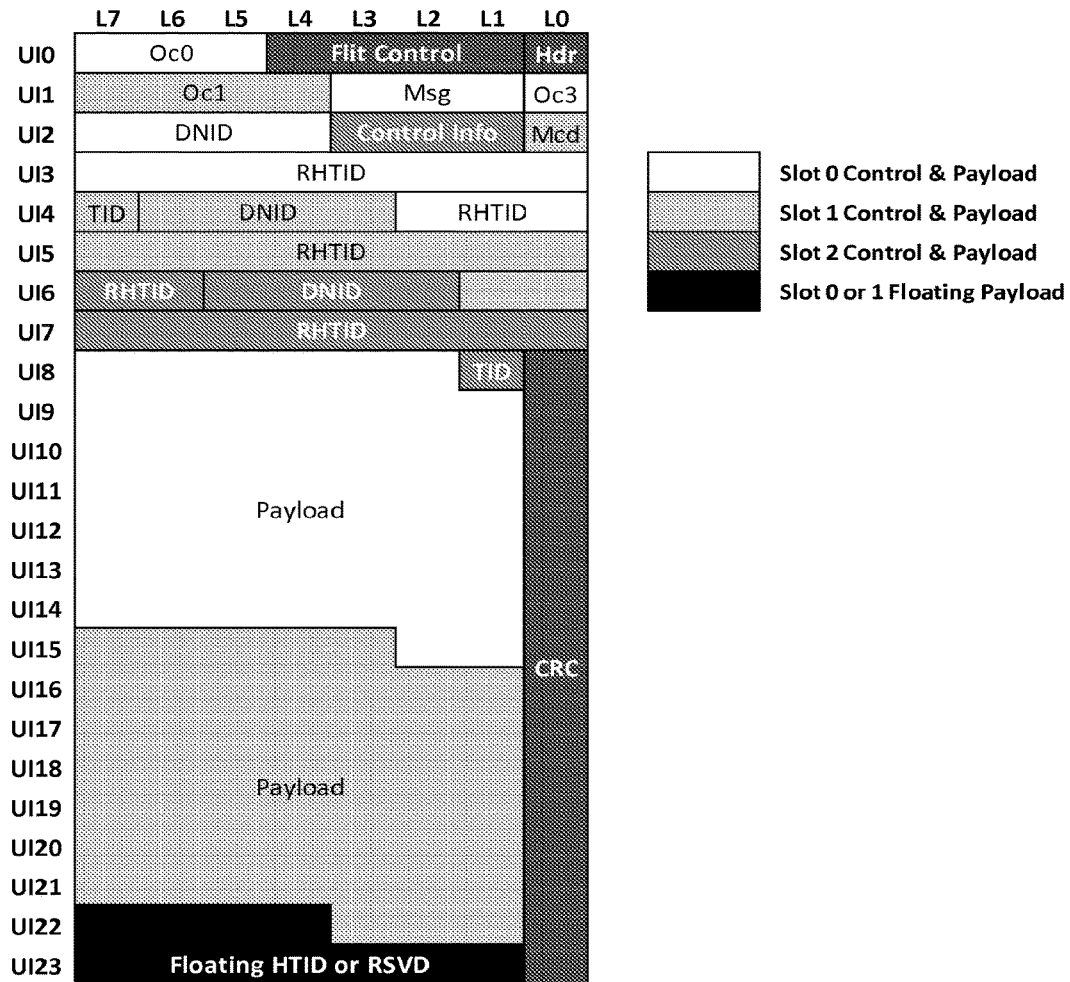 L7 L6 L5 L4 L3 L2 L1 L0
UI0 Oc0 Flit Control Hdr
UI1 Oc1 Msg Oc3
UI2 DNID Control Info Mcd
UI3 RHTID
UI4 TID DNID RHTID
UI5 RHTID
UI6 RHTID DNID
UI7 RHTID
UI8 TID
UI9
UI10
UI11 Payload
UI12
UI13
UI14
UI15 CRC
UI16
UI17
UI18 Payload
UI19
UI20
UI21
UI22
UI23 Floating HTID or RSVD
Slot 0 Control & Payload
Slot 1 Control & Payload
Slot 2 Control & Payload
Slot 0 or 1 Floating Payload